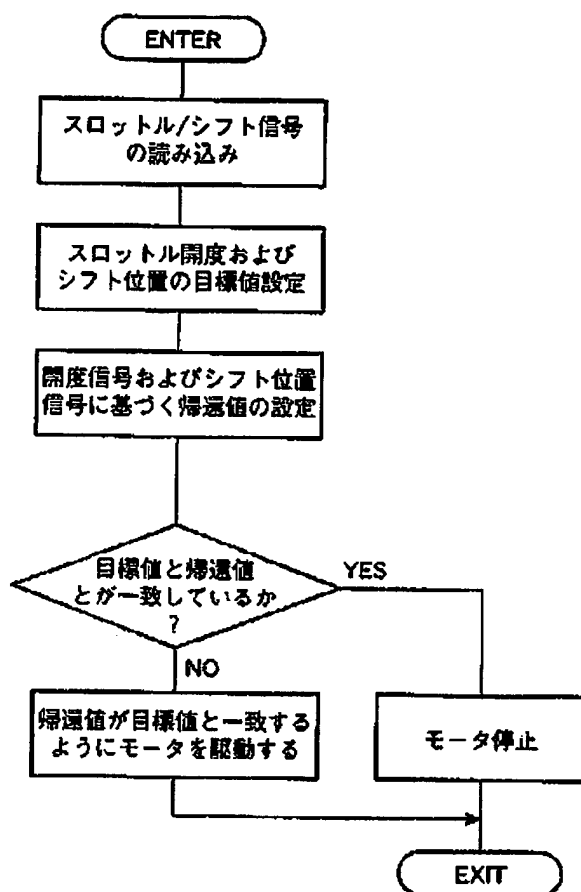 ENTER
スロットル/シフト信号
の読み込み
スロットル開度および
シフト位置の目標値設定
開度信号およびシフト位置
信号に基づく帰還値の設定
目標値と帰還値
とが一致しているか
?
YES
NO
帰還値が目標値と一致する
ようにモータを駆動する
モータ停止
EXIT